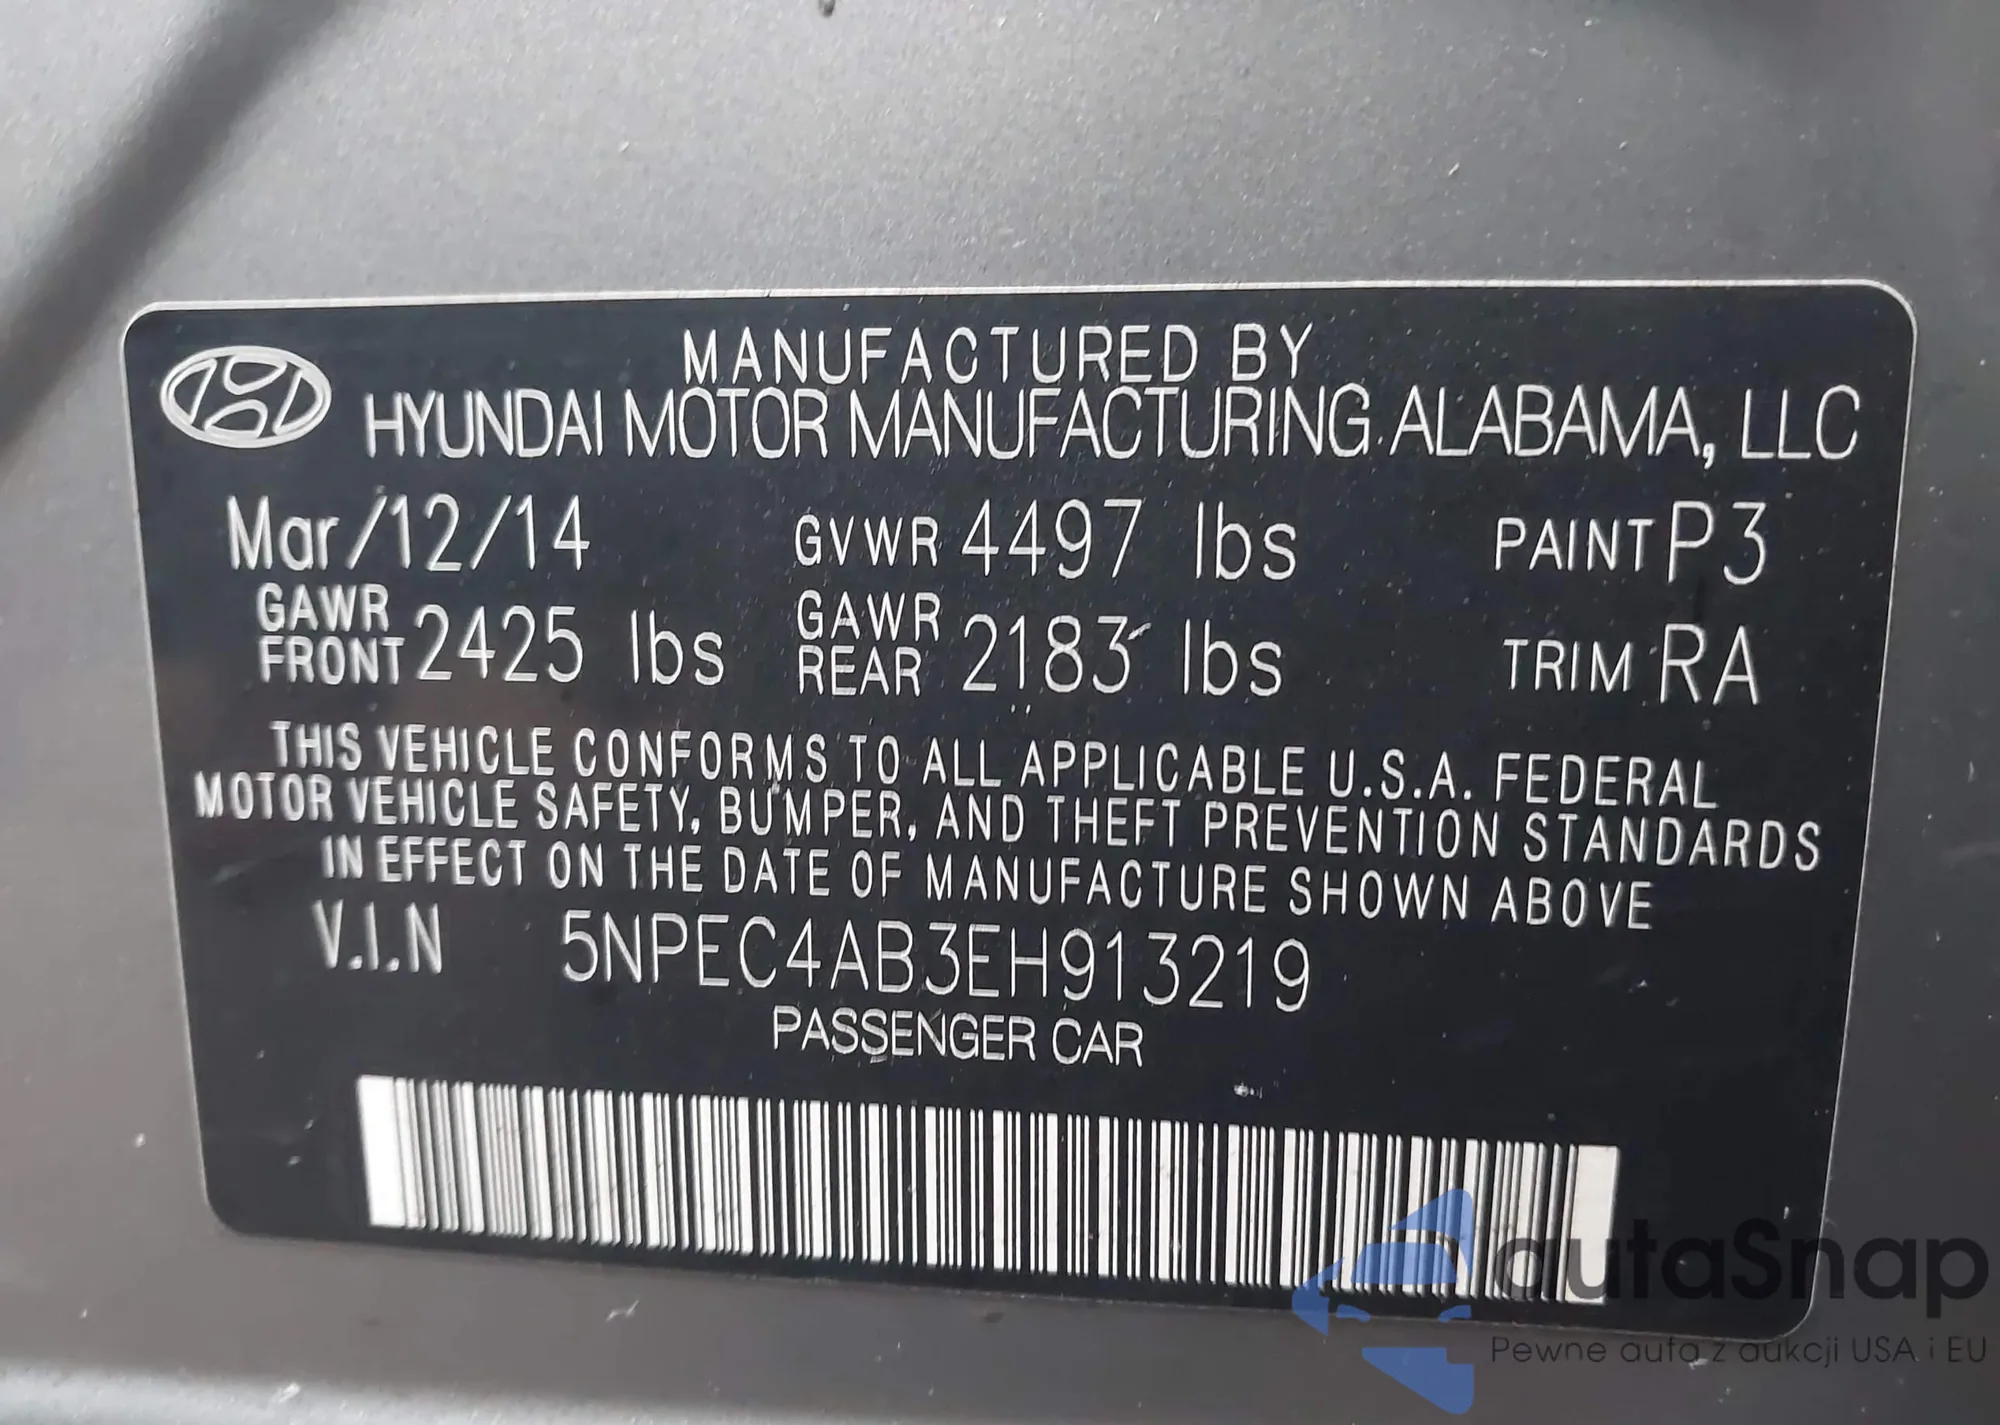 MANUFACTURED BY
HYUNDAI MOTOR MANUFACTURING ALABAMA, LLC
Mar/12/14 GVWR 4497 lbs PAINT P3
GAWR FRONT 2425 lbs GAWR REAR 2183 lbs TRIM RA
THIS VEHICLE CONFORMS TO ALL APPLICABLE U.S.A. FEDERAL
MOTOR VEHICLE SAFETY, BUMPER, AND THEFT PREVENTION STANDARDS
IN EFFECT ON THE DATE OF MANUFACTURE SHOWN ABOVE
V.I.N 5NPEC4AB3EH913219
PASSENGER CAR
autaSnap
Pewne auta z aukcji USA i EU